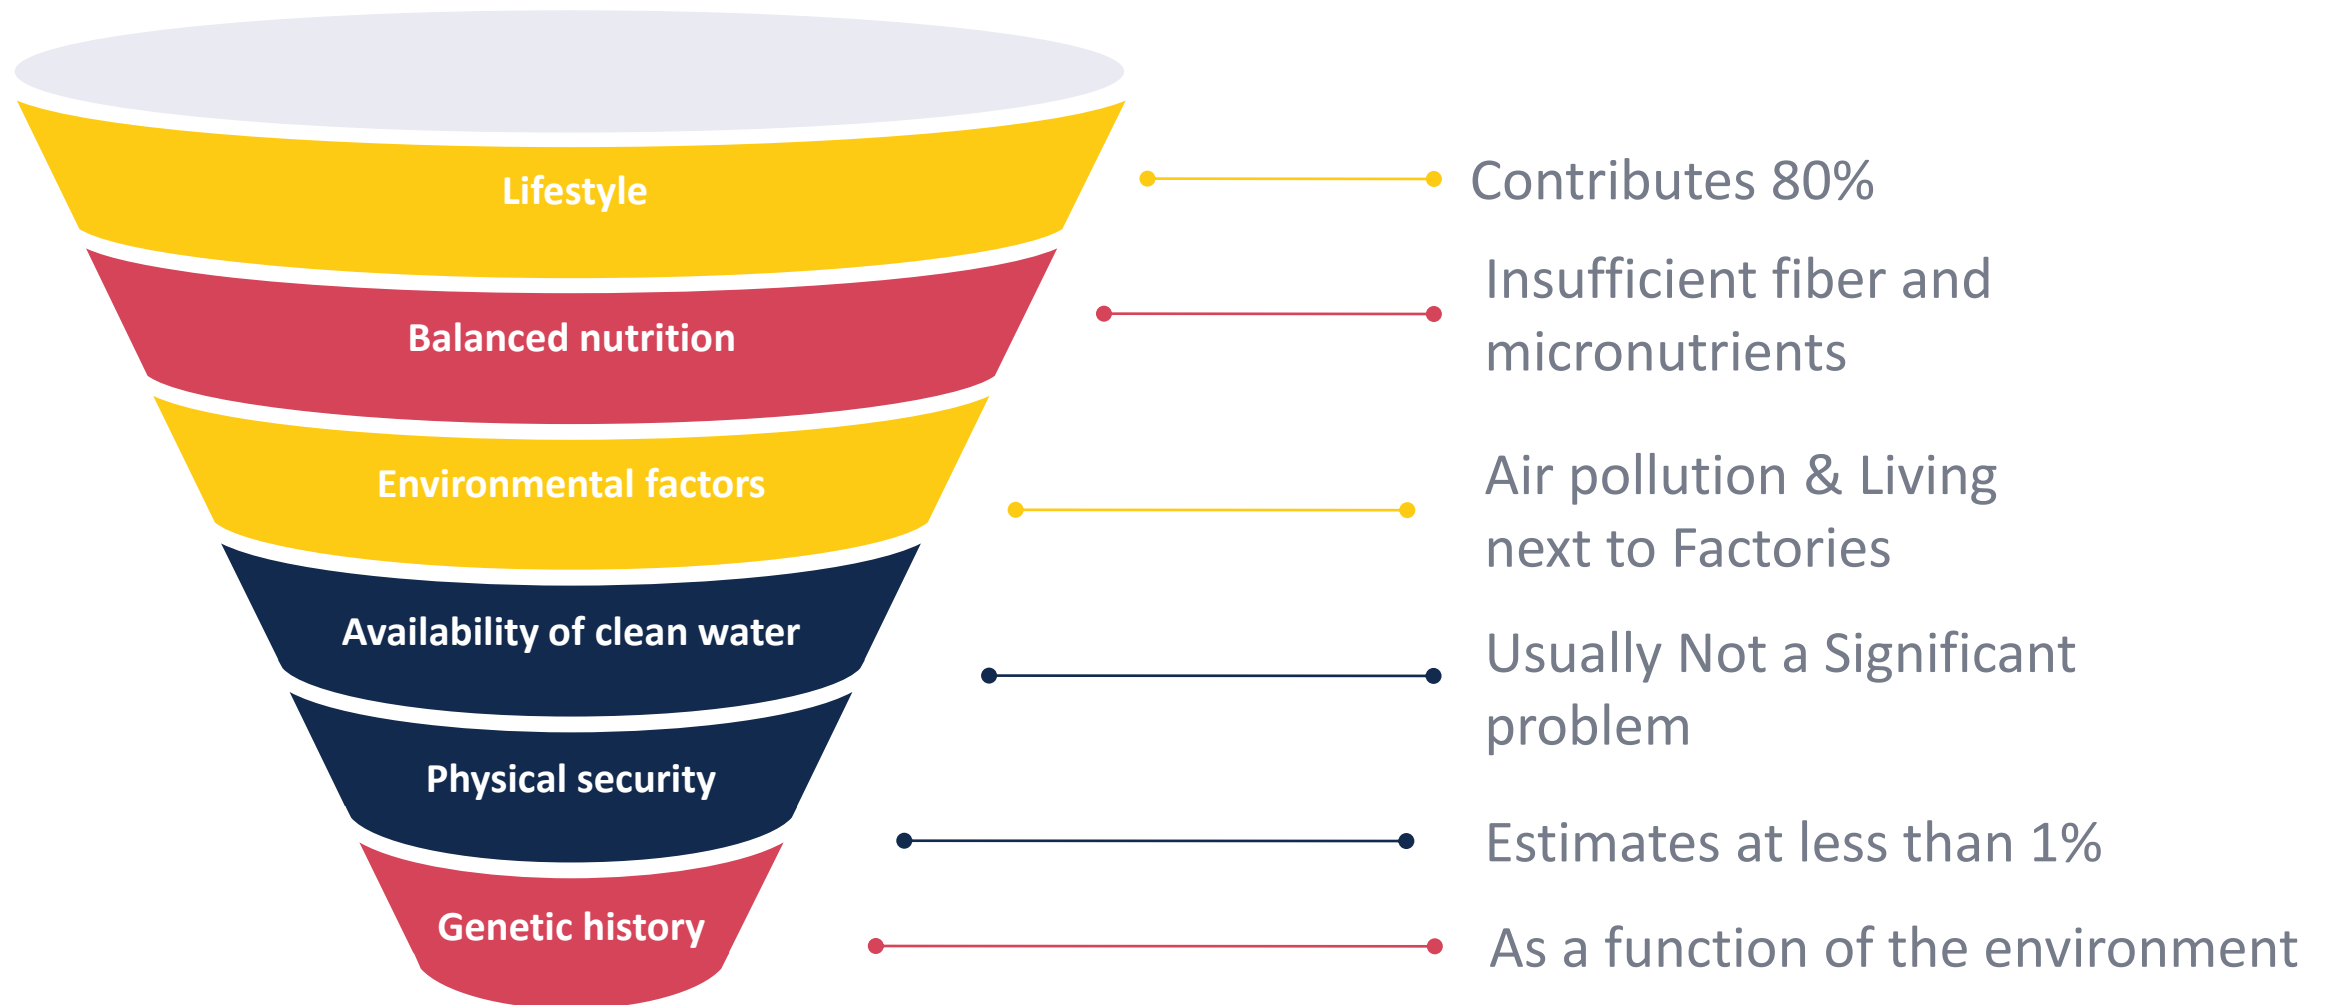 Lifestyle
Contributes 80%
Balanced nutrition
Insufficient fiber and
micronutrients
Environmental factors
Air pollution & Living
next to Factories
Availability of clean water
Usually Not a Significant
problem
Physical security
Estimates at less than 1%
Genetic history
As a function of the environment